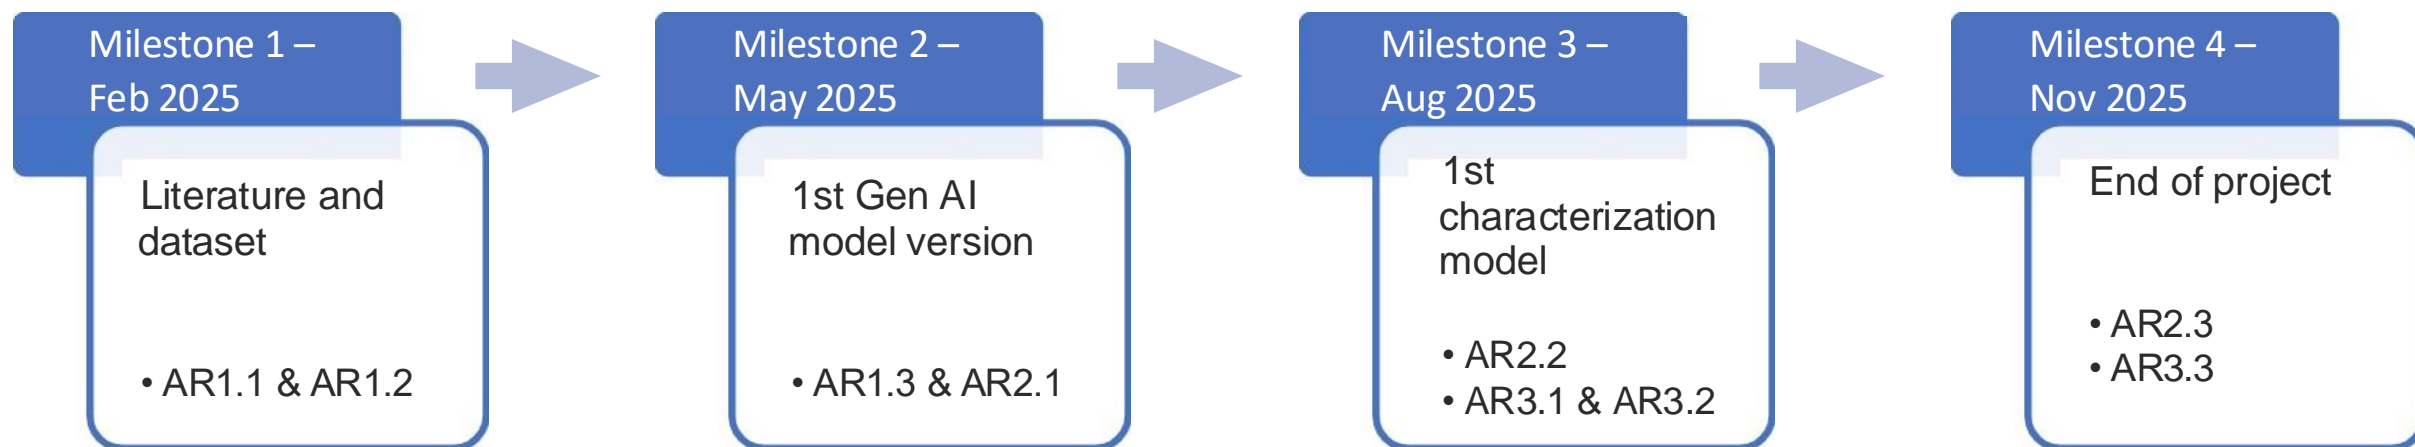 Milestone 1 –
Feb 2025
Literature and
dataset
• AR1.1 & AR1.2
Milestone 2 –
May 2025
1st Gen AI
model version
• AR1.3 & AR2.1
Milestone 3 –
Aug 2025
1st
characterization
model
• AR2.2
• AR3.1 & AR3.2
Milestone 4 –
Nov 2025
End of project
• AR2.3
• AR3.3